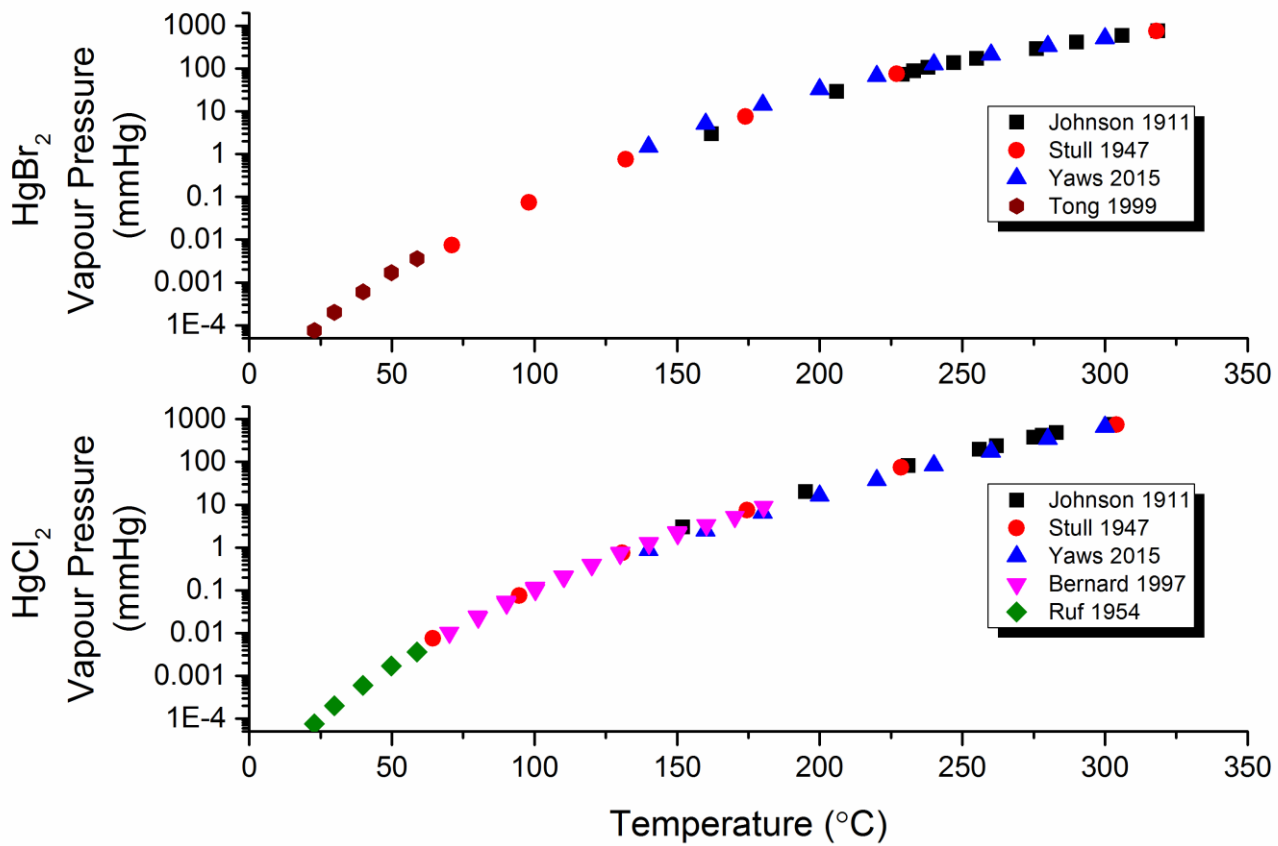 HgBr2
Vapour Pressure
(mmHg)
1000
100
10
1
0.1
0.01
0.001
1E-4
0 50 100 150 200 250 300 350
Johnson 1911
Stull 1947
Yaws 2015
Tong 1999
HgCl2
Vapour Pressure
(mmHg)
1000
100
10
1
0.1
0.01
0.001
1E-4
0 50 100 150 200 250 300 350
Johnson 1911
Stull 1947
Yaws 2015
Bernard 1997
Ruf 1954
Temperature (°C)